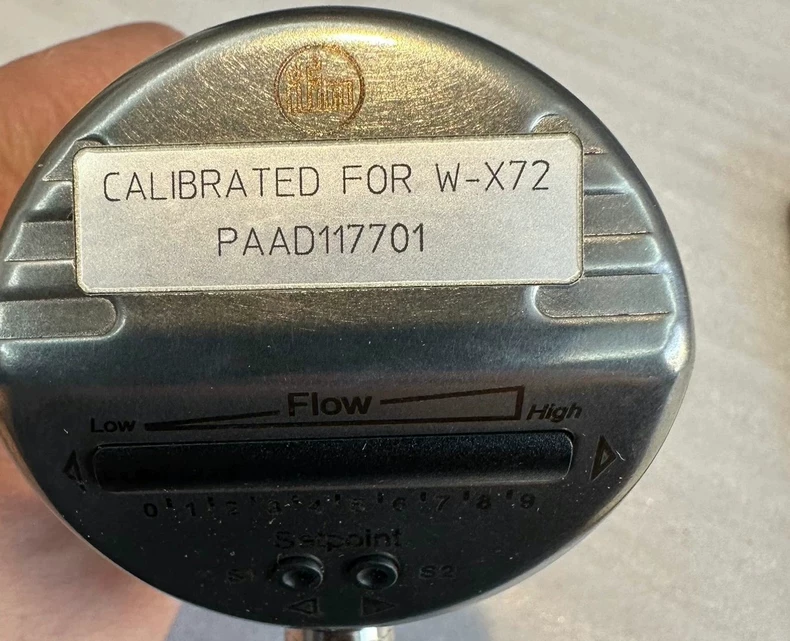 CALIBRATED FOR W-X72
PAAD117701
Flow
Low High
0 1 2 3 4 5 6 7 8 9
Setpoint
S1 S2